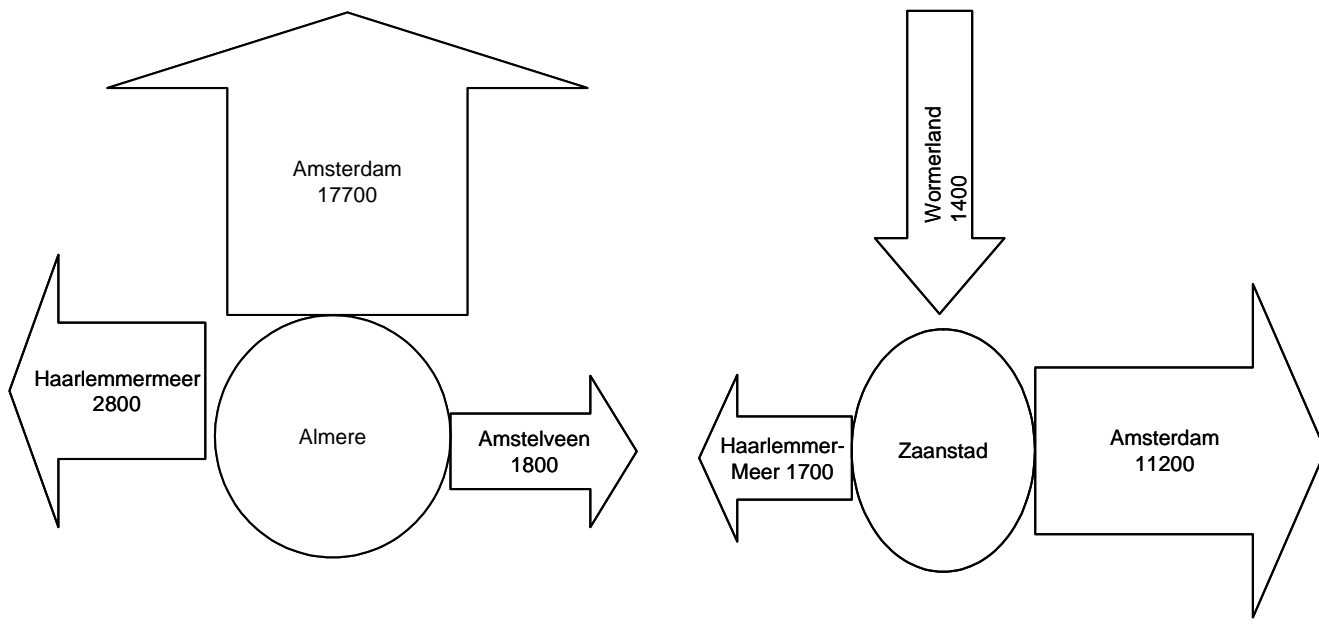 Amsterdam
17700
Haarlemmermeer
2800
Almere
Amstelveen
1800
Wormerland
1400
Haarlemmer-
Meer 1700
Zaanstad
Amsterdam
11200